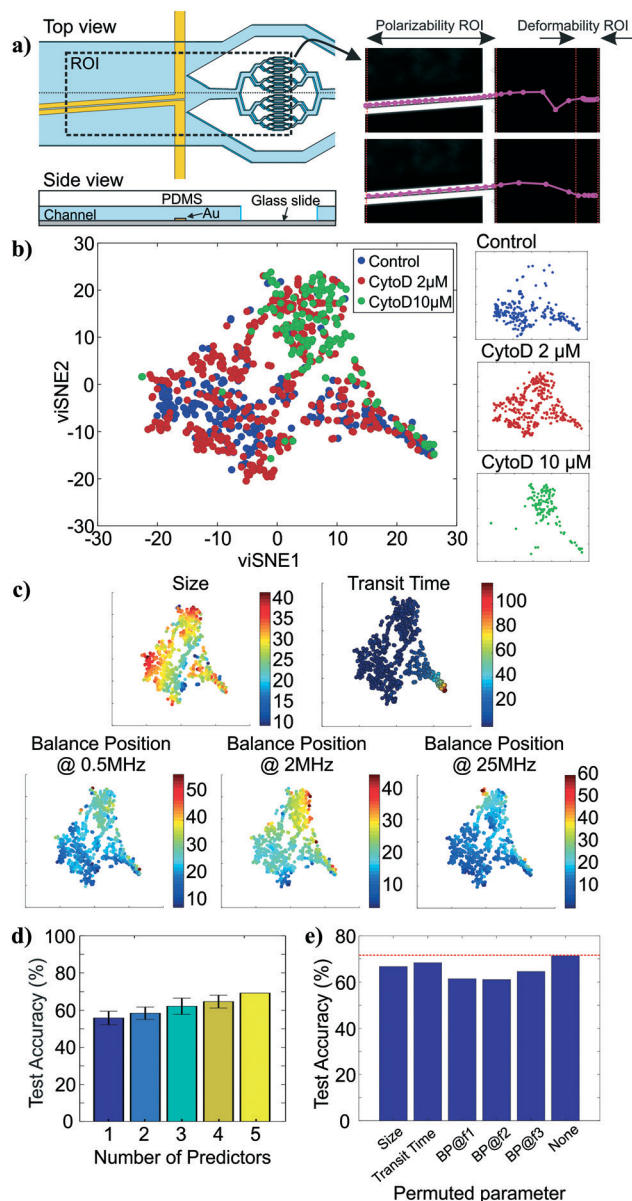 Top view
Polarizability ROI
Deformability ROI
a)
ROI
Side view
PDMS
Glass slide
Channel
Au
b)
Control
CytoD 2µM
CytoD10µM
30
20
10
0
-10
-20
-30
viSNE2
-30
-20
-10
0
10
20
30
viSNE1
Control
CytoD 2 µM
CytoD 10 µM
c)
Size
40
35
30
25
20
15
10
Transit Time
100
80
60
40
20
Balance Position
@ 0.5MHz
50
40
30
20
10
Balance Position
@ 2MHz
40
30
20
10
Balance Position
@ 25MHz
60
50
40
30
20
10
d)
100
80
60
40
20
0
Test Accuracy (%)
1 2 3 4 5
Number of Predictors
e)
80
60
40
20
0
Test Accuracy (%)
Size
Transit Time
BP@f1
BP@f2
BP@f3
None
Permuted parameter